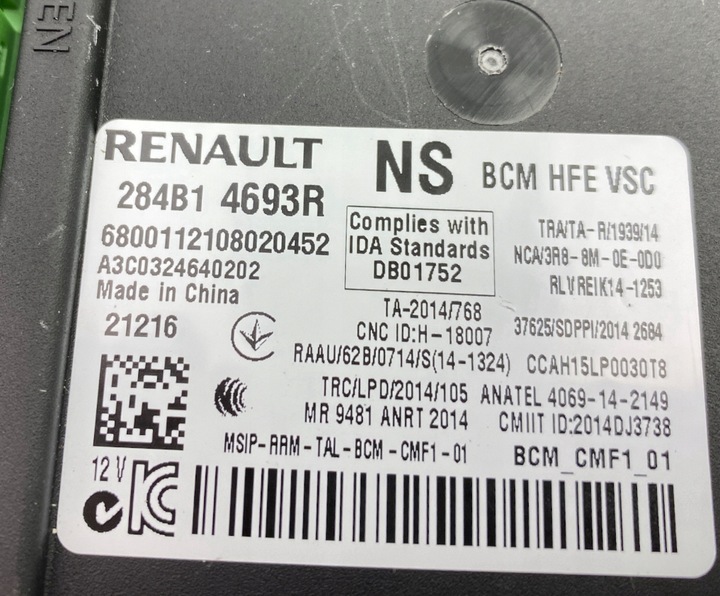 EN
RENAULT
NS
BCM HFE VSC
284B1 4693R
6800112108020452
A3C0324640202
Made in China
21216
Complies with
IDA Standards
DB01752
TRA/TA-R/1939/14
NCA/3R8-8M-0E-0D0
RLVREIK14-1253
TA-2014/768
CNC ID:H-18007
37625/SDPPI/2014 2684
RAAU/62B/0714/S(14-1324)
CCAH15LP0030T8
TRC/LPD/2014/105
ANATEL 4069-14-2149
MR 9481 ANRT 2014
CMIIT ID:2014DJ3738
MSIP-RRM-TAL-BCM-CMF1-01
BCM_CMF1_01
12 V